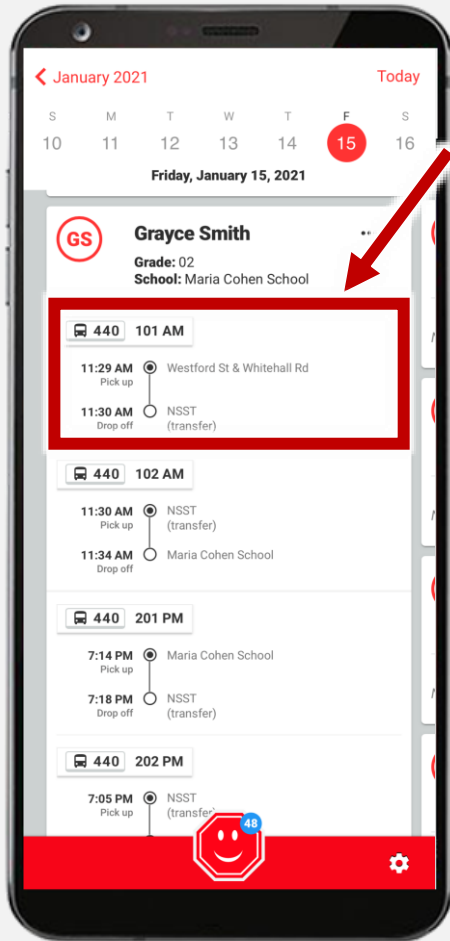 January 2021 Today
S M T W T F S
10 11 12 13 14 15 16
Friday, January 15, 2021
GS Grayce Smith
Grade: 02
School: Maria Cohen School
440 101 AM
11:29 AM Westford St & Whitehall Rd
Pick up
11:30 AM NSST
Drop off (transfer)
440 102 AM
11:30 AM NSST
Pick up (transfer)
11:34 AM Maria Cohen School
Drop off
440 201 PM
7:14 PM Maria Cohen School
Pick up
7:18 PM NSST
Drop off (transfer)
440 202 PM
7:05 PM NSST
Pick up (transfer)
48